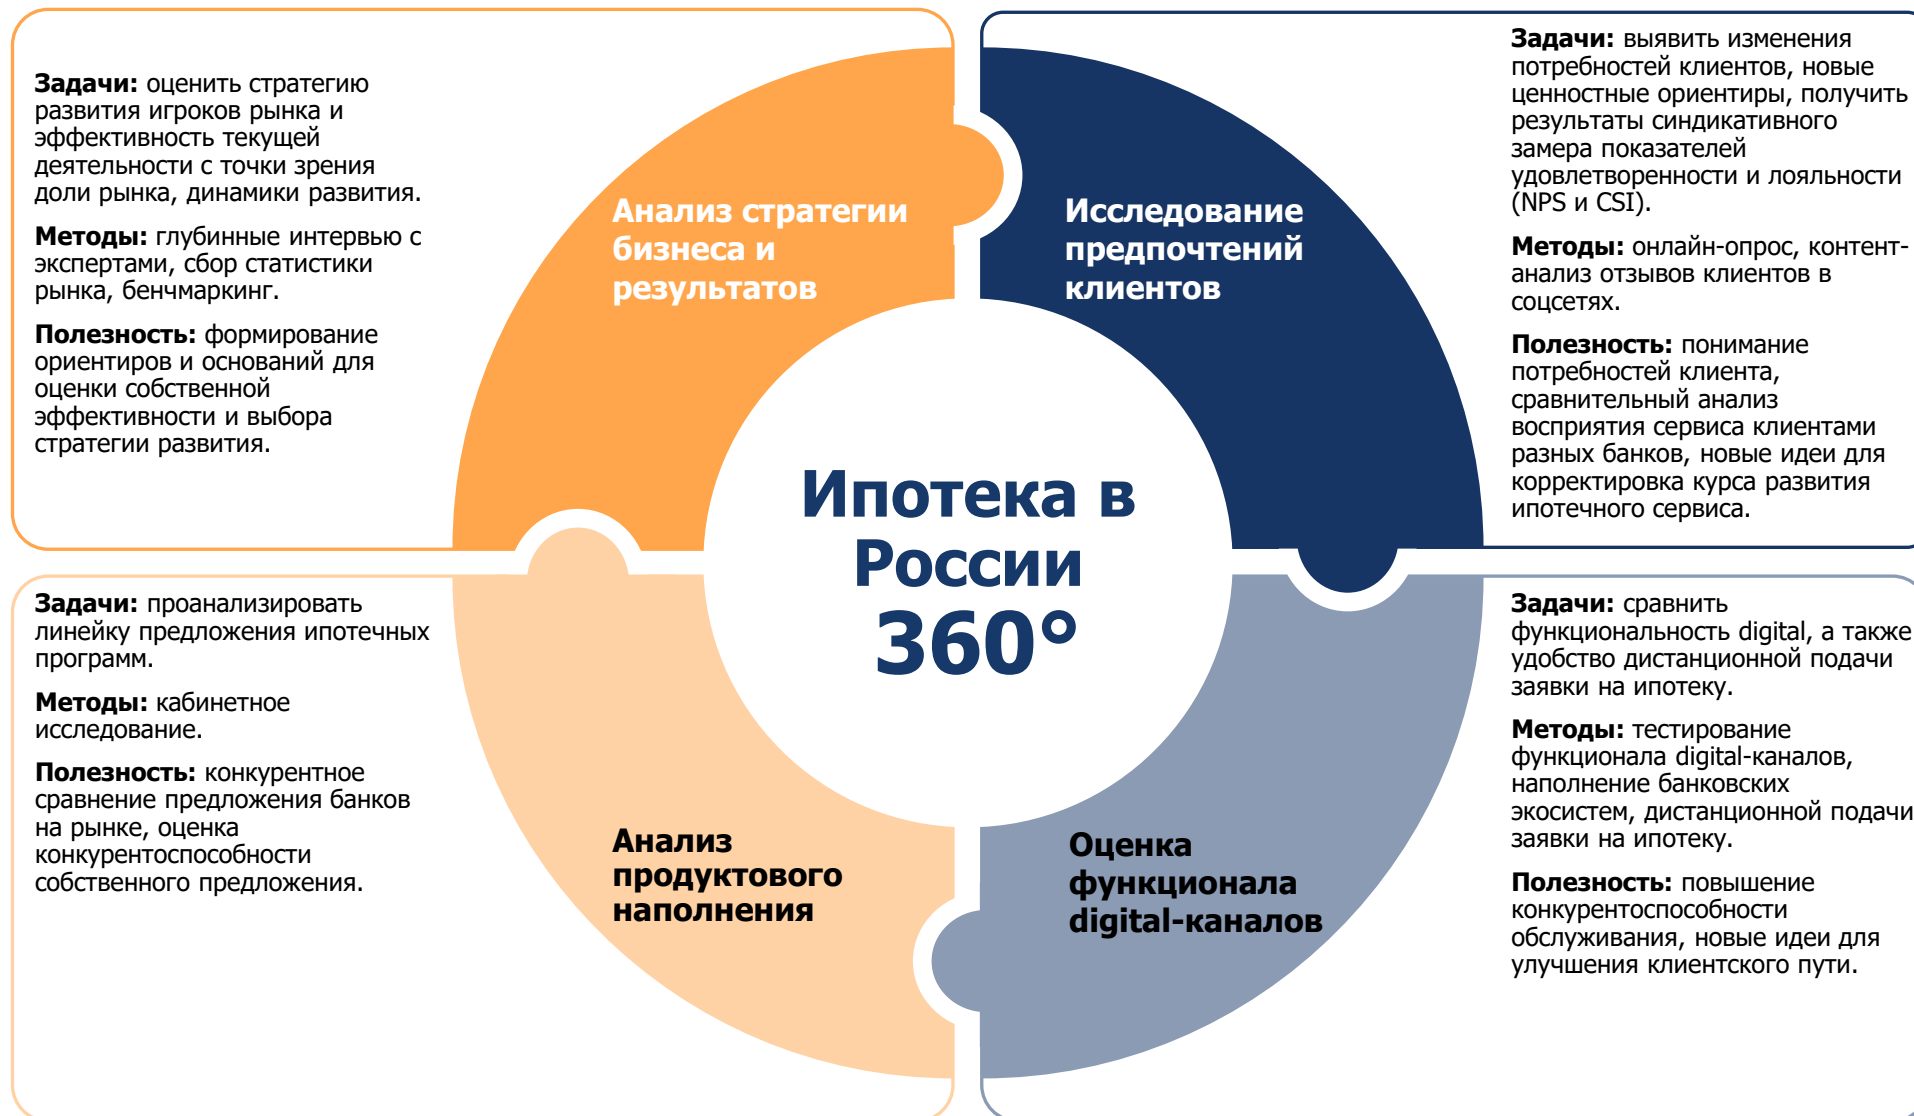 Задачи: оценить стратегию
развития игроков рынка и
эффективность текущей
деятельности с точки зрения
доли рынка, динамики развития.
Методы: глубинные интервью с
экспертами, сбор статистики
рынка, бенчмаркинг.
Полезность: формирование
ориентиров и оснований для
оценки собственной
эффективности и выбора
стратегии развития.
Анализ стратегии
бизнеса и
результатов
Исследование
предпочтений
клиентов
Задачи: выявить изменения
потребностей клиентов, новые
ценностные ориентиры, получить
результаты синдикативного
замера показателей
удовлетворенности и лояльности
(NPS и CSI).
Методы: онлайн-опрос, контент-
анализ отзывов клиентов в
соцсетях.
Полезность: понимание
потребностей клиента,
сравнительный анализ
восприятия сервиса клиентами
разных банков, новые идеи для
корректировка курса развития
ипотечного сервиса.
Ипотека в
России
360°
Задачи: проанализировать
линейку предложения ипотечных
программ.
Методы: кабинетное
исследование.
Полезность: конкурентное
сравнение предложения банков
на рынке, оценка
конкурентоспособности
собственного предложения.
Анализ
продуктового
наполнения
Оценка
функционала
digital-каналов
Задачи: сравнить
функциональность digital, а также
удобство дистанционной подачи
заявки на ипотеку.
Методы: тестирование
функционала digital-каналов,
наполнение банковских
экосистем, дистанционной подачи
заявки на ипотеку.
Полезность: повышение
конкурентоспособности
обслуживания, новые идеи для
улучшения клиентского пути.